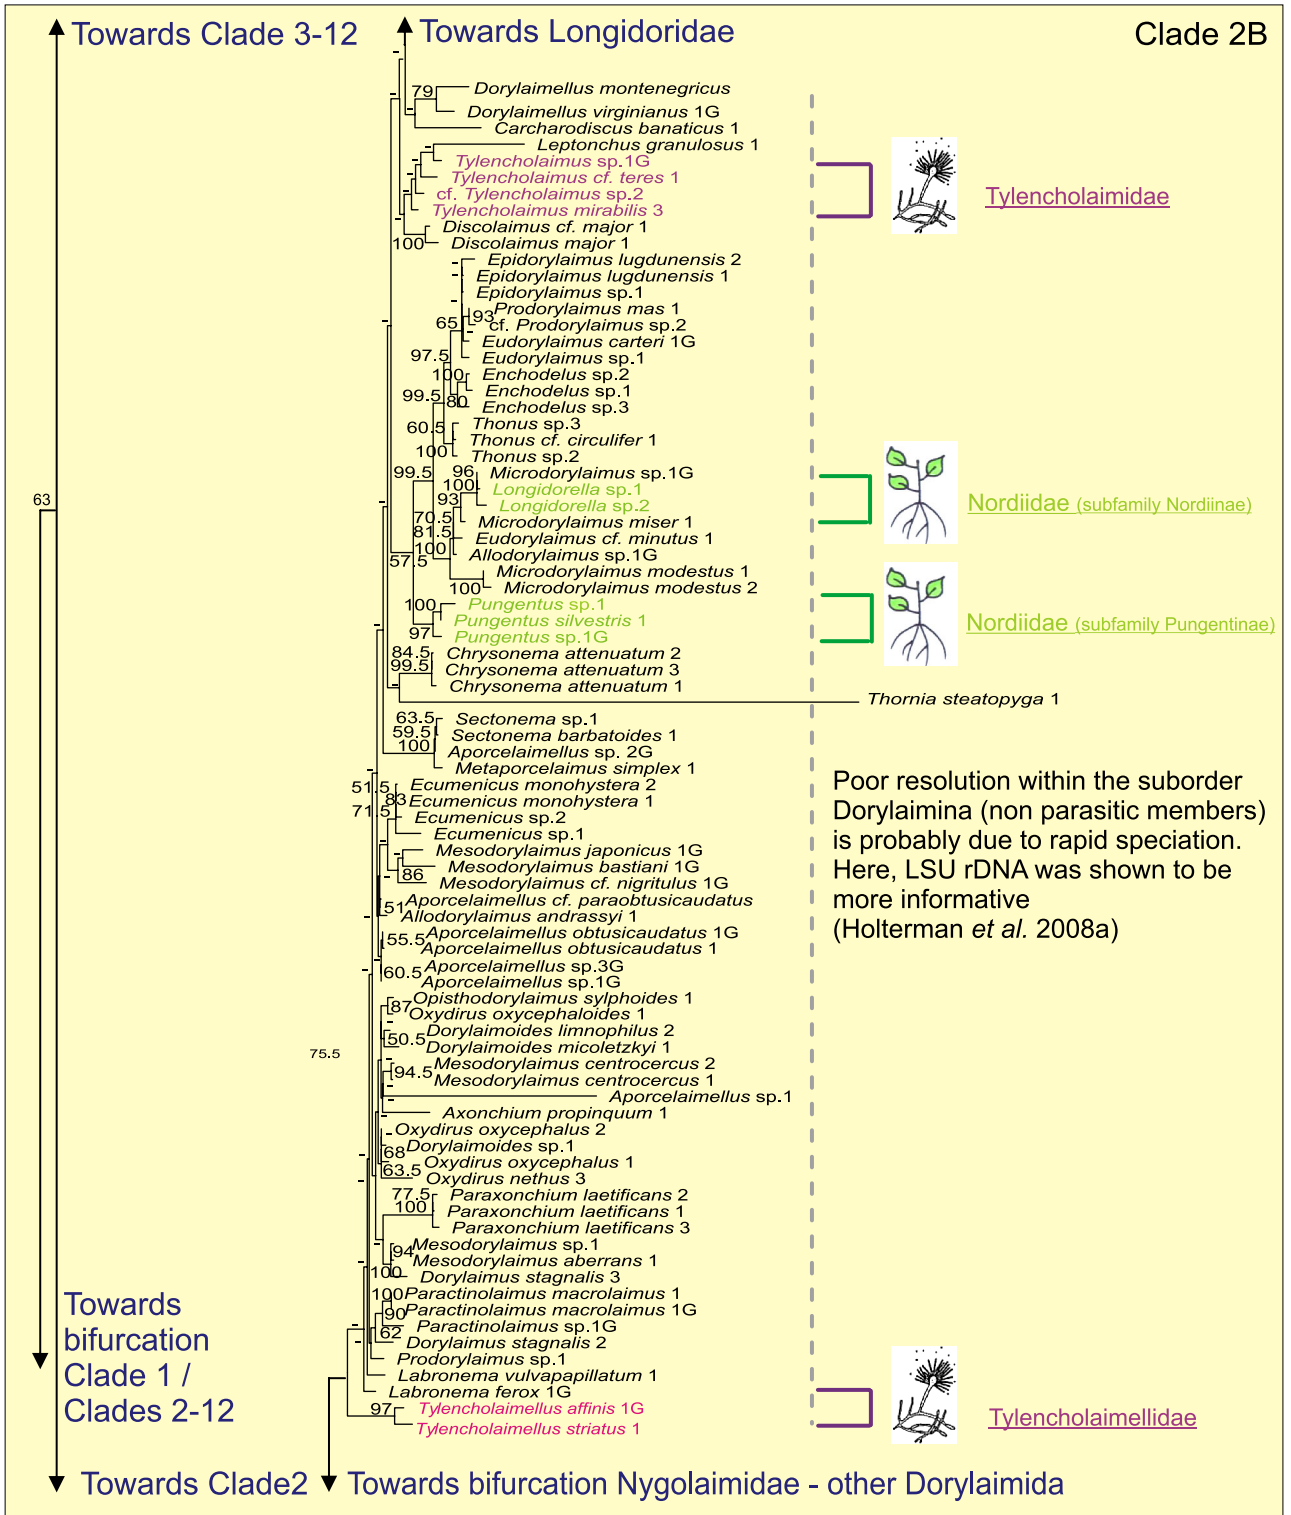 Towards Clade 3-12
Towards Longidoridae
Clade 2B
79
Dorylaimellus montenegricus
Dorylaimellus virginianus 1G
Carcharodiscus banaticus 1
Leptonchus granulosus 1
Tylencholaimus sp.1G
Tylencholaimus cf. teres 1
cf. Tylencholaimus sp.2
Tylencholaimus mirabilis 3
Tylencholaimidae
Discolaimus cf. major 1
100
Discolaimus major 1
Epidorylaimus lugdunensis 2
Epidorylaimus lugdunensis 1
Epidorylaimus sp.1
Prodorylaimus mas 1
93
cf. Prodorylaimus sp.2
65
Eudorylaimus carteri 1G
97.5
Eudorylaimus sp.1
100
Enchodelus sp.2
Enchodelus sp.1
99.5
80
Enchodelus sp.3
Thonus sp.3
60.5
Thonus cf. circulifer 1
100
Thonus sp.2
99.5
96
Microdorylaimus sp.1G
100
Longidorella sp.1
93
Longidorella sp.2
Nordiidae (subfamily Nordiinae)
63
70.5
Microdorylaimus miser 1
81.5
Eudorylaimus cf. minutus 1
100
Allodorylaimus sp.1G
57.5
Microdorylaimus modestus 1
100
Microdorylaimus modestus 2
100
Pungentus sp.1
Pungentus silvestris 1
97
Pungentus sp.1G
Nordiidae (subfamily Pungentinae)
84.5
Chrysonema attenuatum 2
99.5
Chrysonema attenuatum 3
Chrysonema attenuatum 1
Thornia steatopyga 1
63.5
Sectonema sp.1
59.5
Sectonema barbatoides 1
100
Aporcelaimellus sp. 2G
Metaporcelaimus simplex 1
51.5
Ecumenicus monohystera 2
83
Ecumenicus monohystera 1
71.5
Ecumenicus sp.2
Ecumenicus sp.1
Poor resolution within the suborder
Dorylaimina (non parasitic members)
is probably due to rapid speciation.
Here, LSU rDNA was shown to be
more informative
(Holterman et al. 2008a)
Mesodorylaimus japonicus 1G
Mesodorylaimus bastiani 1G
86
Mesodorylaimus cf. nigritulus 1G
Aporcelaimellus cf. paraobtusicaudatus
51
Allodorylaimus andrassyi 1
Aporcelaimellus obtusicaudatus 1G
55.5
Aporcelaimellus obtusicaudatus 1
Aporcelaimellus sp.3G
60.5
Aporcelaimellus sp.1G
Opisthodorylaimus sylphoides 1
87
Oxydirus oxycephaloides 1
Dorylaimoides limnophilus 2
50.5
Dorylaimoides micoletzkyi 1
75.5
Mesodorylaimus centrocercus 2
94.5
Mesodorylaimus centrocercus 1
Aporcelaimellus sp.1
Axonchium propinquum 1
Oxydirus oxycephalus 2
Dorylaimoides sp.1
68
Oxydirus oxycephalus 1
63.5
Oxydirus nethus 3
77.5
Paraxonchium laetificans 2
100
Paraxonchium laetificans 1
Paraxonchium laetificans 3
Mesodorylaimus sp.1
94
Mesodorylaimus aberrans 1
100
Dorylaimus stagnalis 3
100
Paractinolaimus macrolaimus 1
Paractinolaimus macrolaimus 1G
90
Paractinolaimus sp.1G
62
Dorylaimus stagnalis 2
Prodorylaimus sp.1
Labronema vulvapapillatum 1
Labronema ferox 1G
97
Tylencholaimellus affinis 1G
Tylencholaimellus striatus 1
Tylencholaimellidae
Towards
bifurcation
Clade 1 /
Clades 2-12
Towards Clade2
Towards bifurcation Nygolaimidae - other Dorylaimida